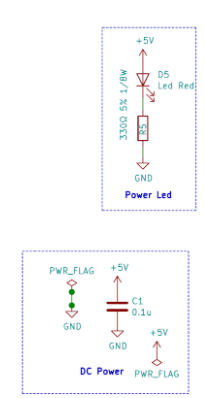 +5V
D5
Led Red
330Ω 5% 1/8W
R5
GND
Power Led
PWR_FLAG
+5V
C1
0.1u
GND
GND
+5V
DC Power
PWR_FLAG